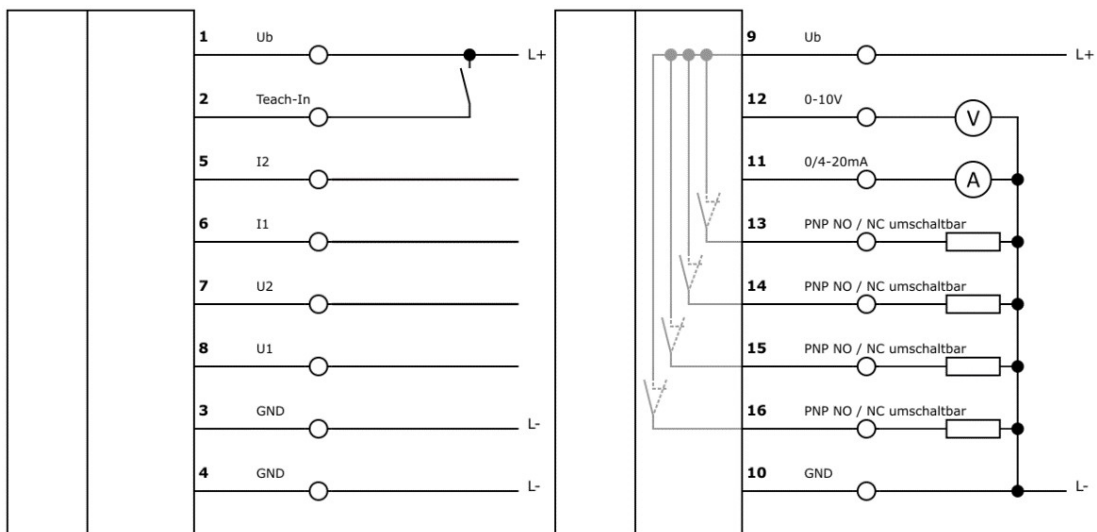 1 Ub L+
2 Teach-In
5 I2
6 I1
7 U2
8 U1
3 GND L-
4 GND L-
9 Ub L+
12 0-10V V
11 0/4-20mA A
13 PNP NO / NC umschaltbar
14 PNP NO / NC umschaltbar
15 PNP NO / NC umschaltbar
16 PNP NO / NC umschaltbar
10 GND L-